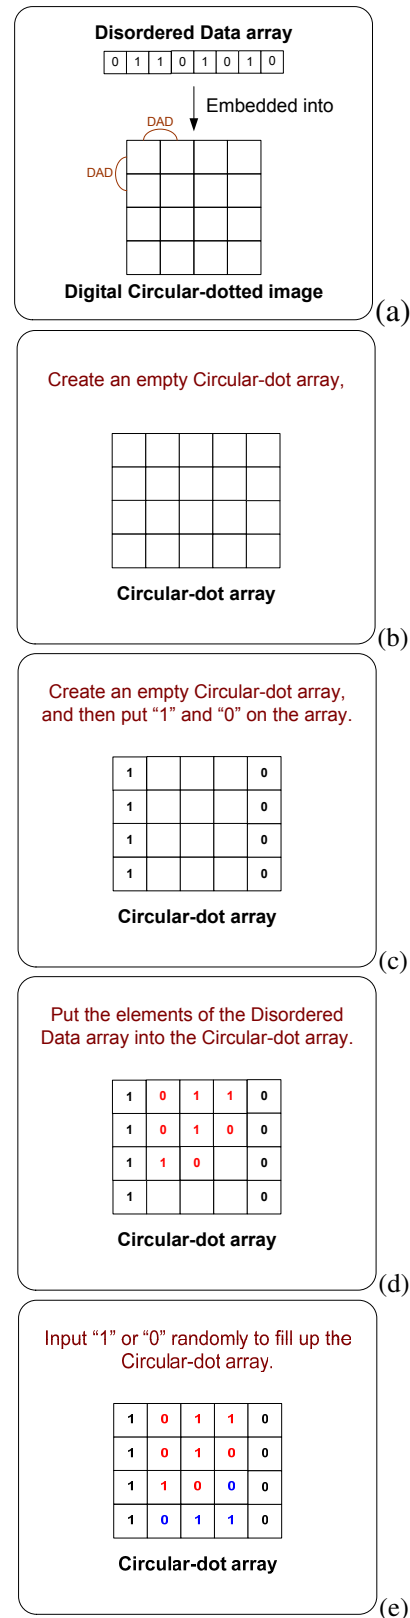 Disordered Data array
0 1 1 0 1 0 1 0
Embedded into
DAD
DAD
Digital Circular-dotted image
(a)
Create an empty Circular-dot array,
Circular-dot array
(b)
Create an empty Circular-dot array,
and then put “1” and “0” on the array.
1 0
1 0
1 0
1 0
Circular-dot array
(c)
Put the elements of the Disordered
Data array into the Circular-dot array.
1 0 1 1 0
1 0 1 0 0
1 1 0 0
1 0
Circular-dot array
(d)
Input “1” or “0” randomly to fill up the
Circular-dot array.
1 0 1 1 0
1 0 1 0 0
1 1 0 0 0
1 0 1 1 0
Circular-dot array
(e)